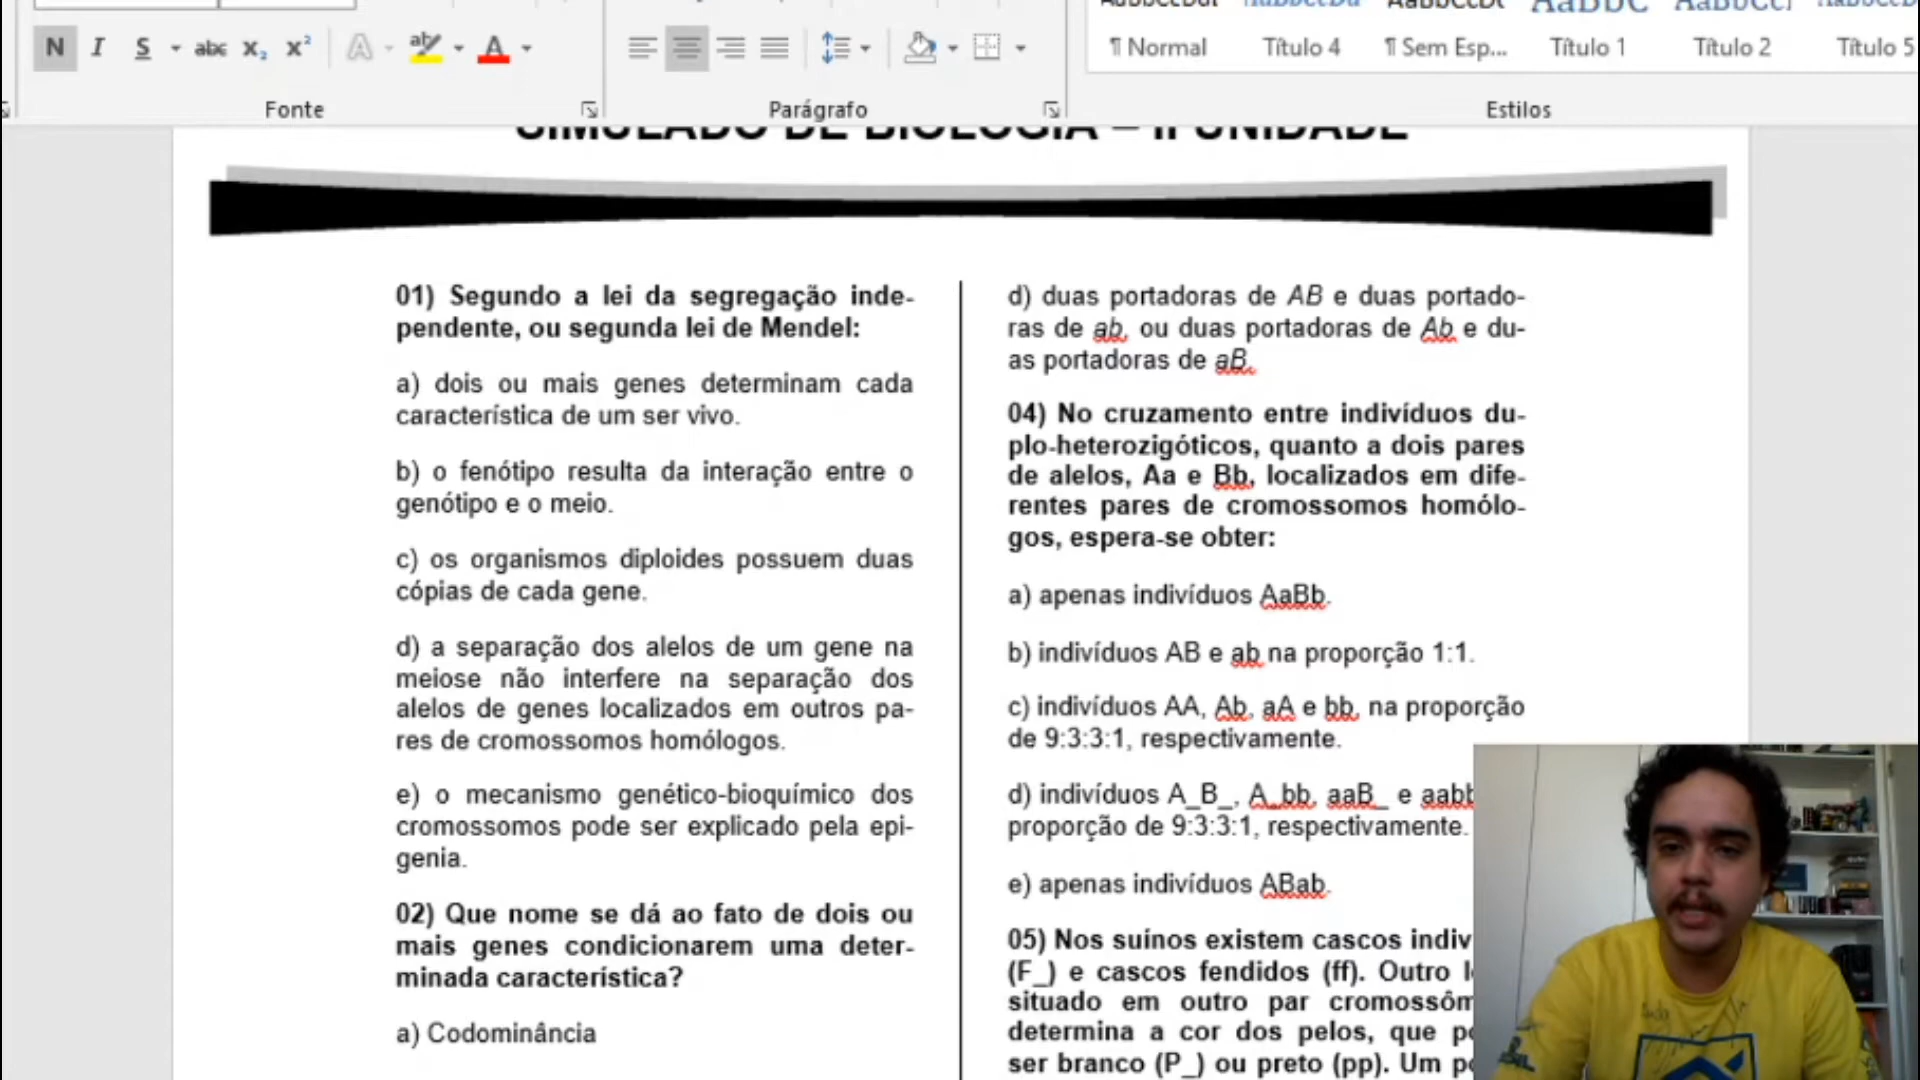 N I S abc X₂ X² A ab A
Fonte
Parágrafo
¶ Normal
Título 4
¶ Sem Esp...
Título 1
Título 2
Título 5
Estilos
SIMULADO DE BIOLOGIA – II UNIDADE
01) Segundo a lei da segregação inde-
pendente, ou segunda lei de Mendel:
a) dois ou mais genes determinam cada
característica de um ser vivo.
b) o fenótipo resulta da interação entre o
genótipo e o meio.
c) os organismos diploides possuem duas
cópias de cada gene.
d) a separação dos alelos de um gene na
meiose não interfere na separação dos
alelos de genes localizados em outros pa-
res de cromossomos homólogos.
e) o mecanismo genético-bioquímico dos
cromossomos pode ser explicado pela epi-
genia.
02) Que nome se dá ao fato de dois ou
mais genes condicionarem uma deter-
minada característica?
a) Codominância
d) duas portadoras de AB e duas portado-
ras de ab, ou duas portadoras de Ab e du-
as portadoras de aB.
04) No cruzamento entre indivíduos du-
plo-heterozigóticos, quanto a dois pares
de alelos, Aa e Bb, localizados em dife-
rentes pares de cromossomos homólo-
gos, espera-se obter:
a) apenas indivíduos AaBb.
b) indivíduos AB e ab na proporção 1:1.
c) indivíduos AA, Ab, aA e bb, na proporção
de 9:3:3:1, respectivamente.
d) indivíduos A_B_, A_bb, aaB_ e aabb
proporção de 9:3:3:1, respectivamente.
e) apenas indivíduos ABab.
05) Nos suínos existem cascos indiv
(F_) e cascos fendidos (ff). Outro
situado em outro par cromossôm
determina a cor dos pelos, que p
ser branco (P_) ou preto (pp). Um p